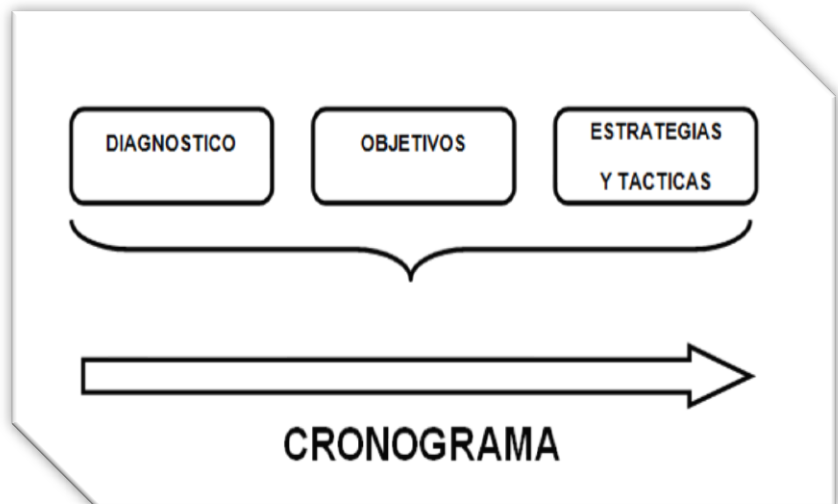 DIAGNOSTICO
OBJETIVOS
ESTRATEGIAS
Y TACTICAS
CRONOGRAMA